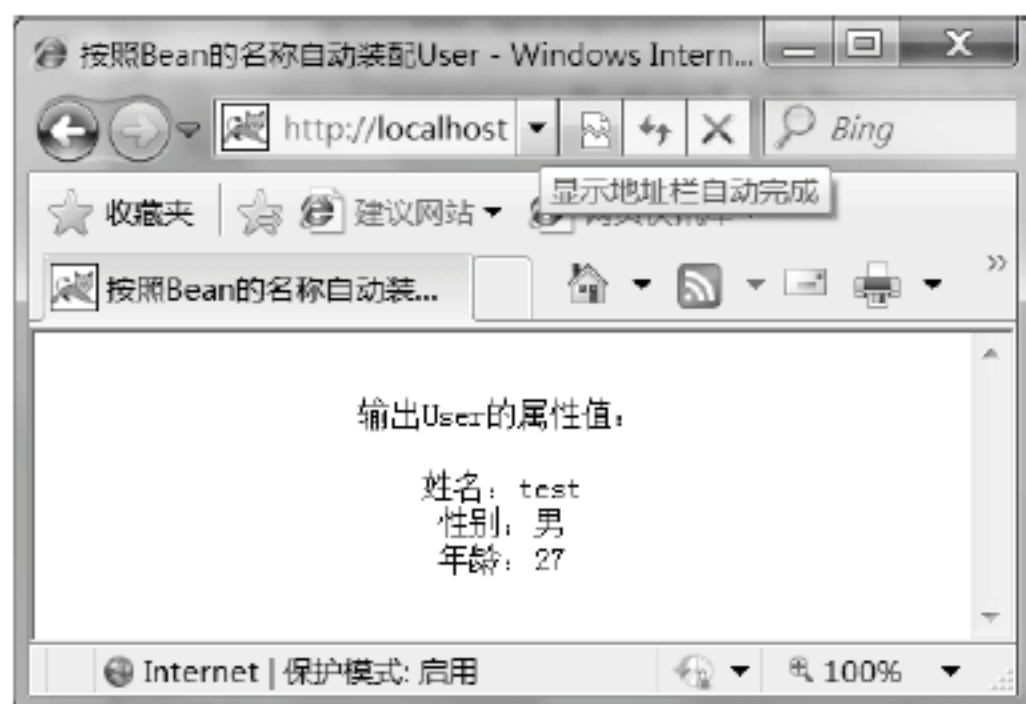 按照Bean的名称自动装配User - Windows Intern...
http://localhost
Bing
显示地址栏自动完成
收藏夹
建议网站
按照Bean的名称自动装...
输出User的属性值：
姓名：test
性别：男
年龄：27
Internet | 保护模式: 启用
100%